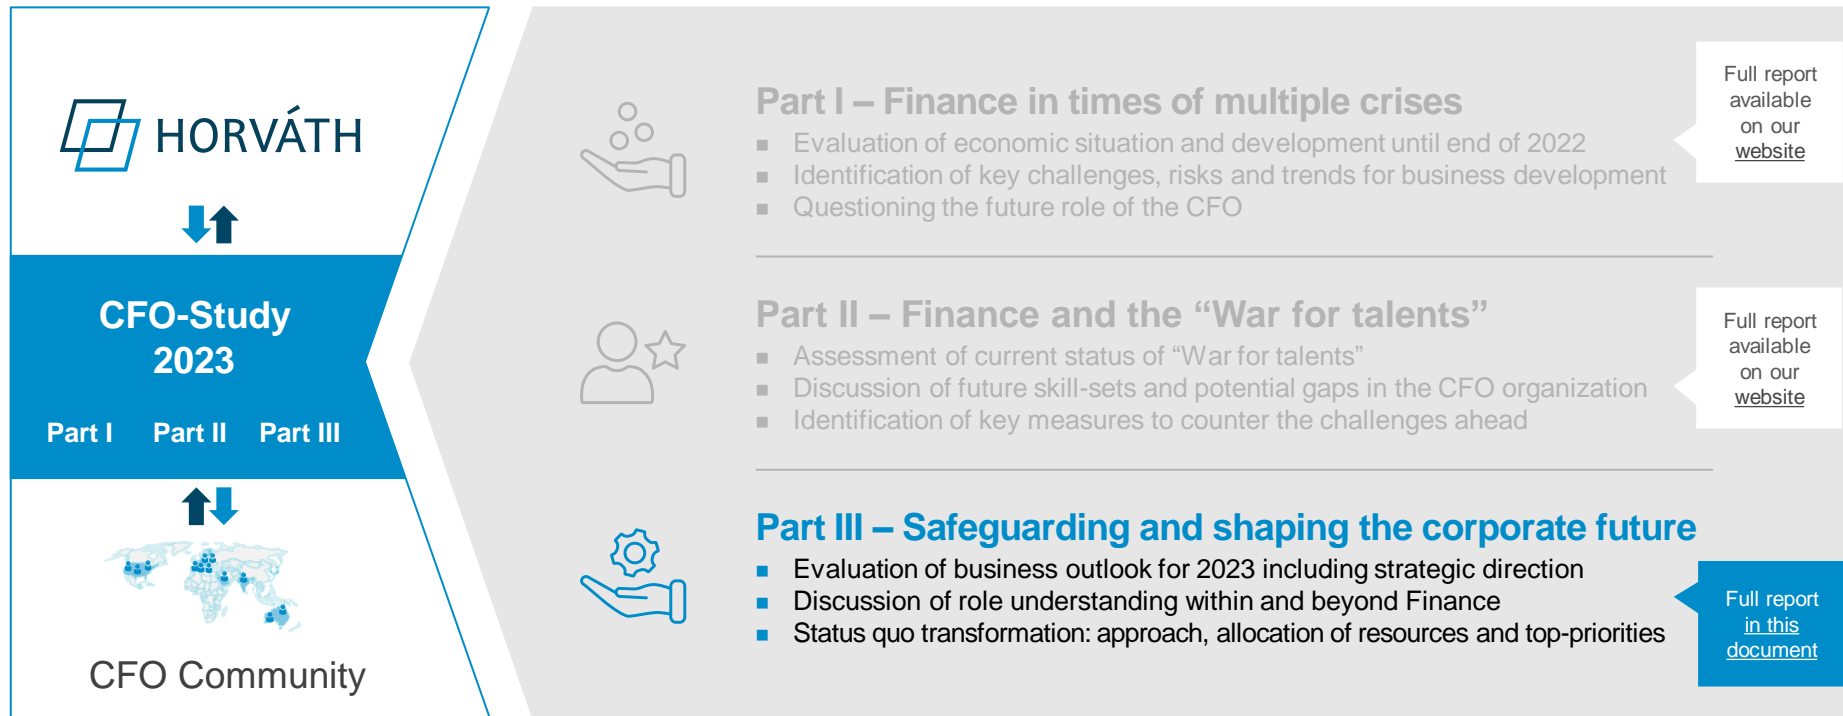 HORVÁTH
CFO-Study
2023
Part I Part II Part III
CFO Community
Part I – Finance in times of multiple crises
■ Evaluation of economic situation and development until end of 2022
■ Identification of key challenges, risks and trends for business development
■ Questioning the future role of the CFO
Full report
available
on our
website
Part II – Finance and the “War for talents”
■ Assessment of current status of “War for talents”
■ Discussion of future skill-sets and potential gaps in the CFO organization
■ Identification of key measures to counter the challenges ahead
Full report
available
on our
website
Part III – Safeguarding and shaping the corporate future
■ Evaluation of business outlook for 2023 including strategic direction
■ Discussion of role understanding within and beyond Finance
■ Status quo transformation: approach, allocation of resources and top-priorities
Full report
in this
document